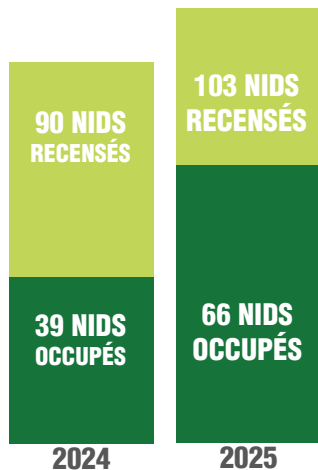 90 NIDS
RECENSÉS
39 NIDS
OCCUPÉS
2024
103 NIDS
RECENSÉS
66 NIDS
OCCUPÉS
2025